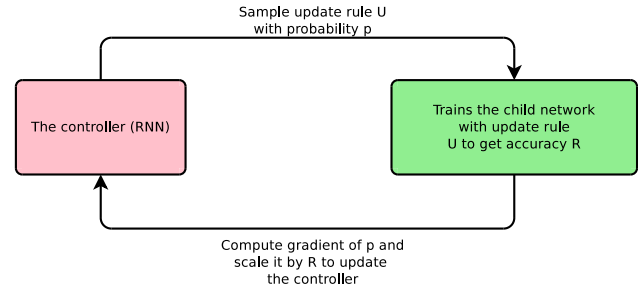 Sample update rule U
with probability p
The controller (RNN)
Trains the child network
with update rule
U to get accuracy R
Compute gradient of p and
scale it by R to update
the controller